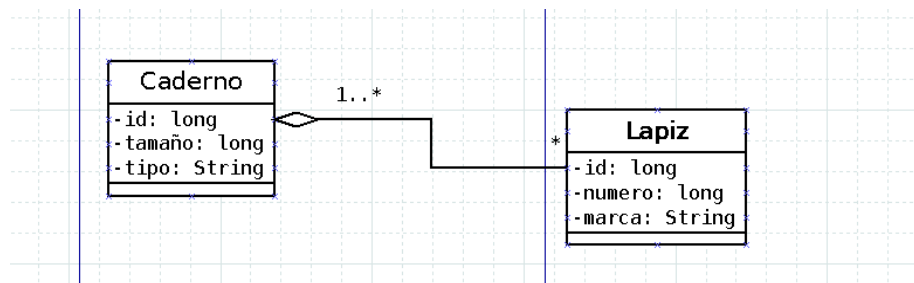 Caderno
-id: long
-tamaño: long
-tipo: String
1..*
*
Lapiz
-id: long
-numero: long
-marca: String